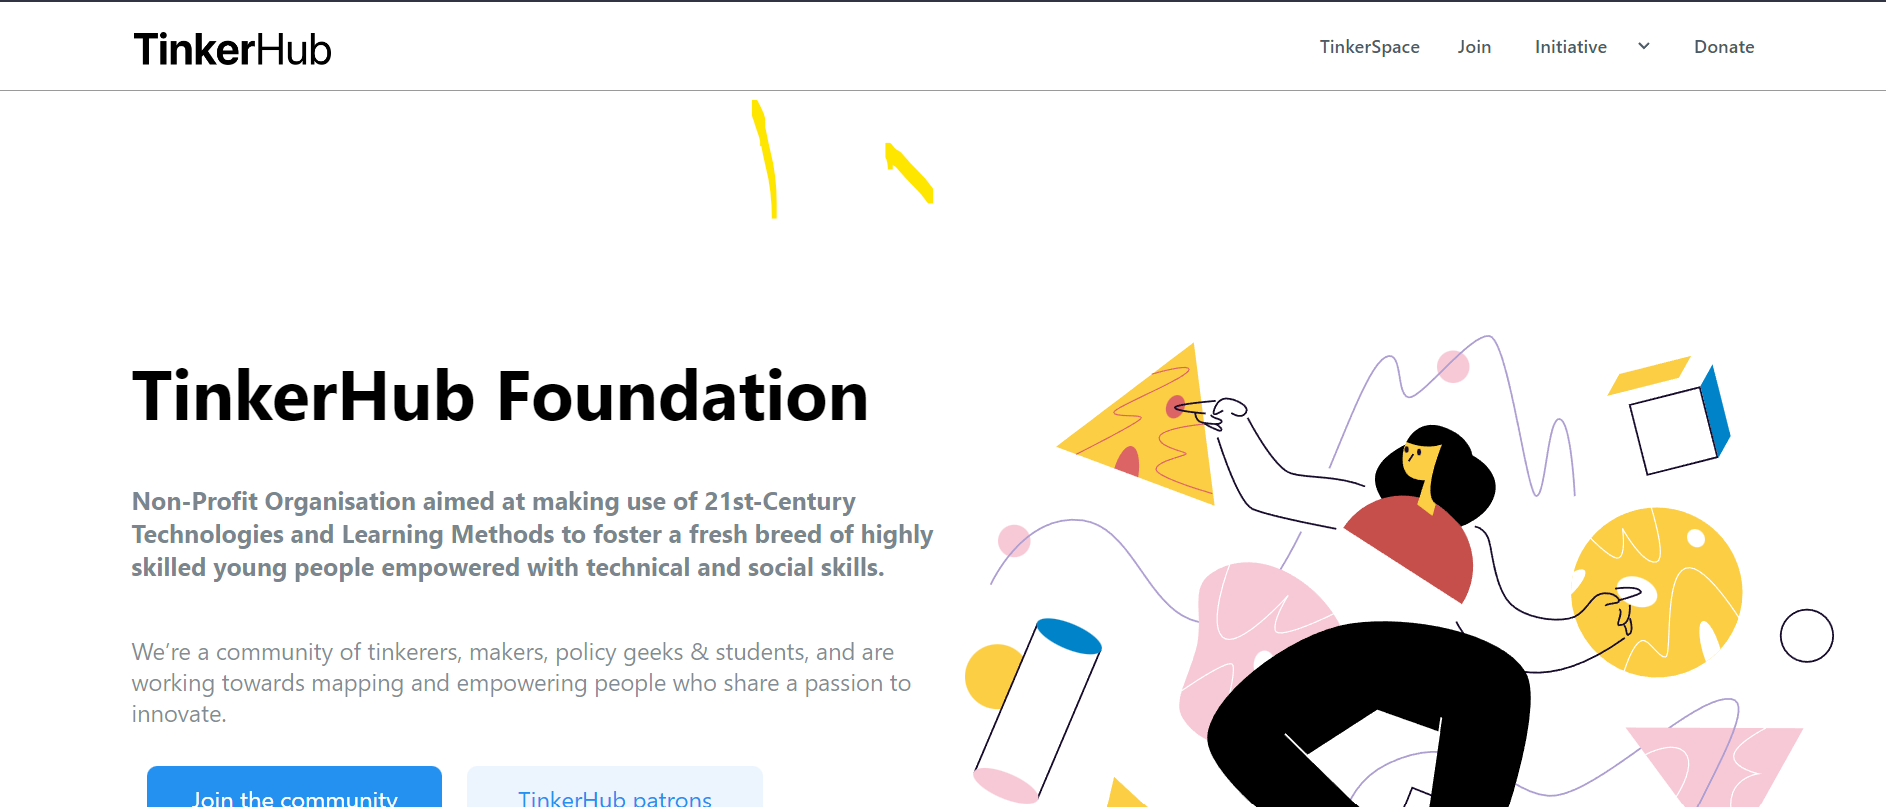 TinkerHub
TinkerSpace Join Initiative Donate
TinkerHub Foundation
Non-Profit Organisation aimed at making use of 21st-Century
Technologies and Learning Methods to foster a fresh breed of highly
skilled young people empowered with technical and social skills.
We’re a community of tinkerers, makers, policy geeks & students, and are
working towards mapping and empowering people who share a passion to
innovate.
Join the community TinkerHub patrons